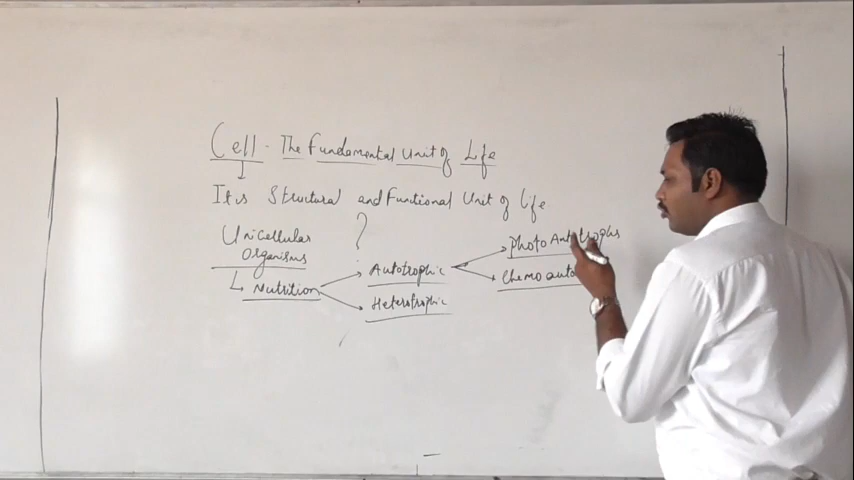 Cell - The Fundamental Unit of Life
It is Structural and Functional Unit of life
Unicellular ?
Organisms
Photo Autotrophs
Autotrophic
Nutrition
Heterotrophic
Chemo auto